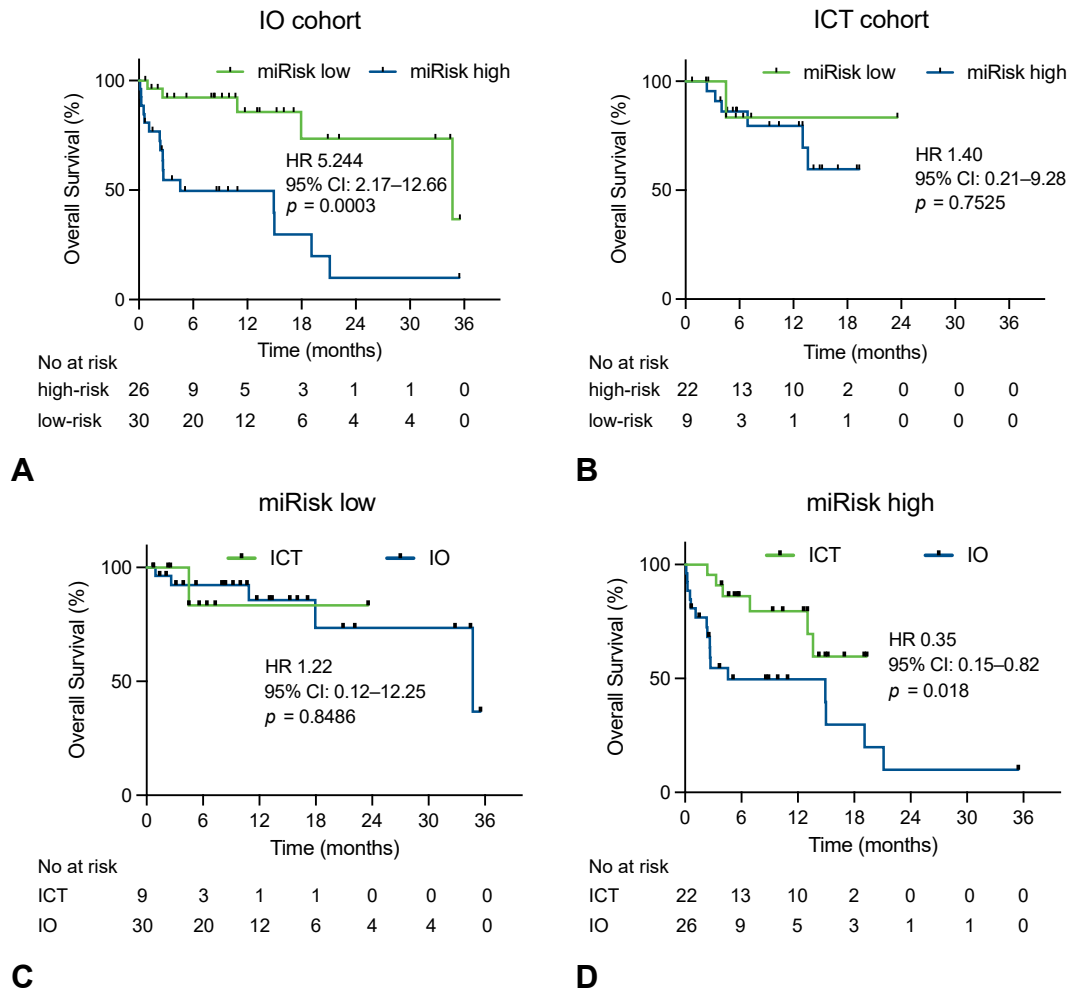 IO cohort
miRisk low miRisk high
Overall Survival (%)
100
50
0
HR 5.244
95% CI: 2.17–12.66
p = 0.0003
0 6 12 18 24 30 36
Time (months)
No at risk
high-risk 26 9 5 3 1 1 0
low-risk 30 20 12 6 4 4 0
A
ICT cohort
miRisk low miRisk high
Overall Survival (%)
100
50
0
HR 1.40
95% CI: 0.21–9.28
p = 0.7525
0 6 12 18 24 30 36
Time (months)
No at risk
high-risk 22 13 10 2 0 0 0
low-risk 9 3 1 1 0 0 0
B
miRisk low
ICT IO
Overall Survival (%)
100
50
0
HR 1.22
95% CI: 0.12–12.25
p = 0.8486
0 6 12 18 24 30 36
Time (months)
No at risk
ICT 9 3 1 1 0 0 0
IO 30 20 12 6 4 4 0
C
miRisk high
ICT IO
Overall Survival (%)
100
50
0
HR 0.35
95% CI: 0.15–0.82
p = 0.018
0 6 12 18 24 30 36
Time (months)
No at risk
ICT 22 13 10 2 0 0 0
IO 26 9 5 3 1 1 0
D